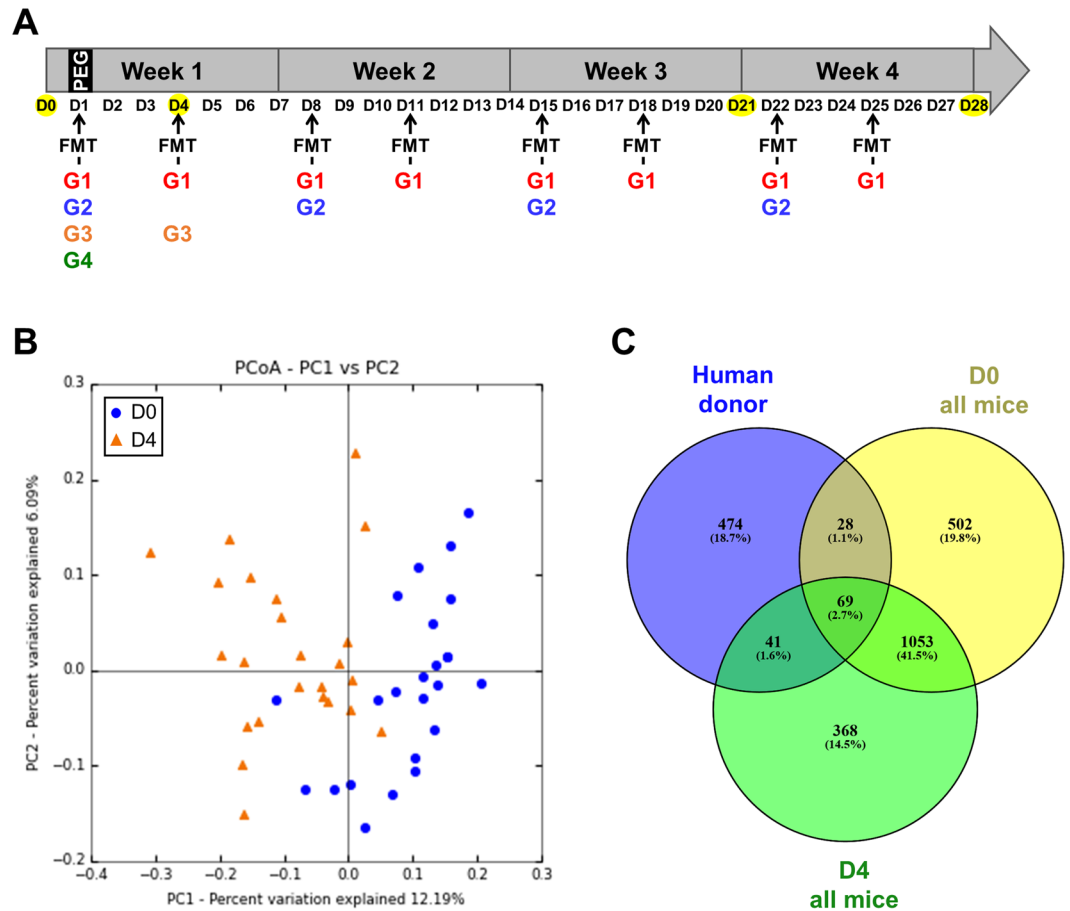 A
PEG
Week 1 Week 2 Week 3 Week 4
D0 D1 D2 D3 D4 D5 D6 D7 D8 D9 D10 D11 D12 D13 D14 D15 D16 D17 D18 D19 D20 D21 D22 D23 D24 D25 D26 D27 D28
FMT FMT FMT FMT FMT FMT FMT FMT
G1 G1 G1 G1 G1 G1 G1 G1
G2 G2 G2 G2
G3 G3
G4
B
PCoA - PC1 vs PC2
D0
D4
0.3
0.2
0.1
0.0
−0.1
−0.2
−0.4 −0.3 −0.2 −0.1 0.0 0.1 0.2 0.3
PC2 - Percent variation explained 6.09%
PC1 - Percent variation explained 12.19%
C
Human
donor
D0
all mice
474
(18.7%)
28
(1.1%)
502
(19.8%)
69
(2.7%)
41
(1.6%)
1053
(41.5%)
368
(14.5%)
D4
all mice